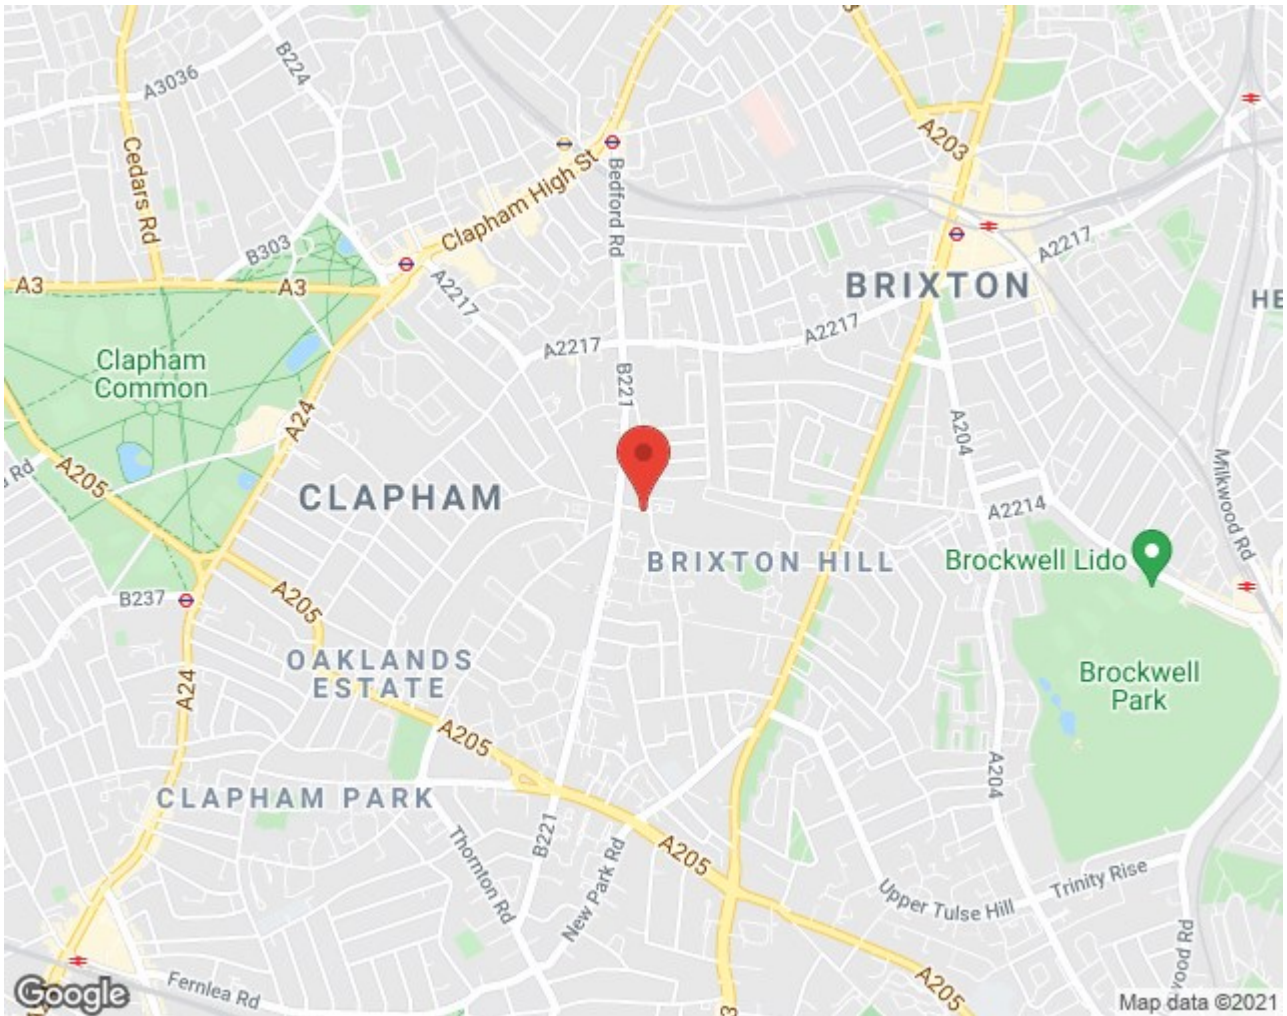 A3036
B224
Cedars Rd
Clapham High St
Bedford Rd
A203
K
B303
A3
A3
A2217
A2217
A2217
A2217
BRIXTON
HE
Clapham
Common
A24
B221
A204
A205
CLAPHAM
A2214
Milkwood Rd
Rd
BRIXTON HILL
Brockwell Lido
B237
A205
OAKLANDS
ESTATE
A24
Brockwell
Park
A205
A204
CLAPHAM PARK
Thornton Rd
B221
New Park Rd
A205
Upper Tulse Hill
Trinity Rise
wood Rd
Fernlea Rd
A205
Google
Map data ©2021